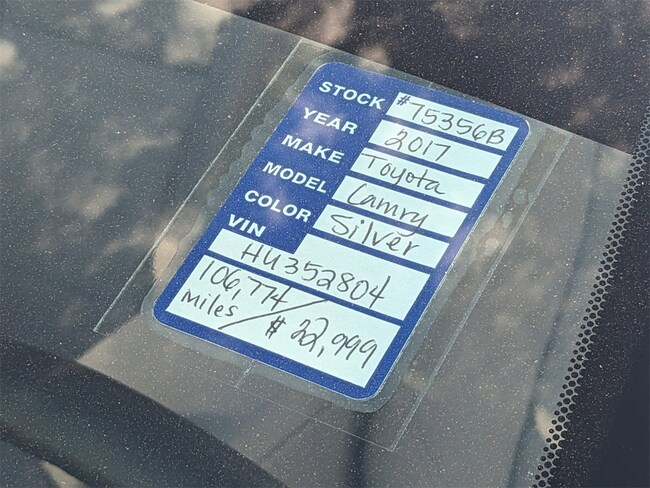 STOCK #75356B
YEAR 2017
MAKE Toyota
MODEL Camry
COLOR Silver
VIN
HU352804
106,774
miles / $ 22,999